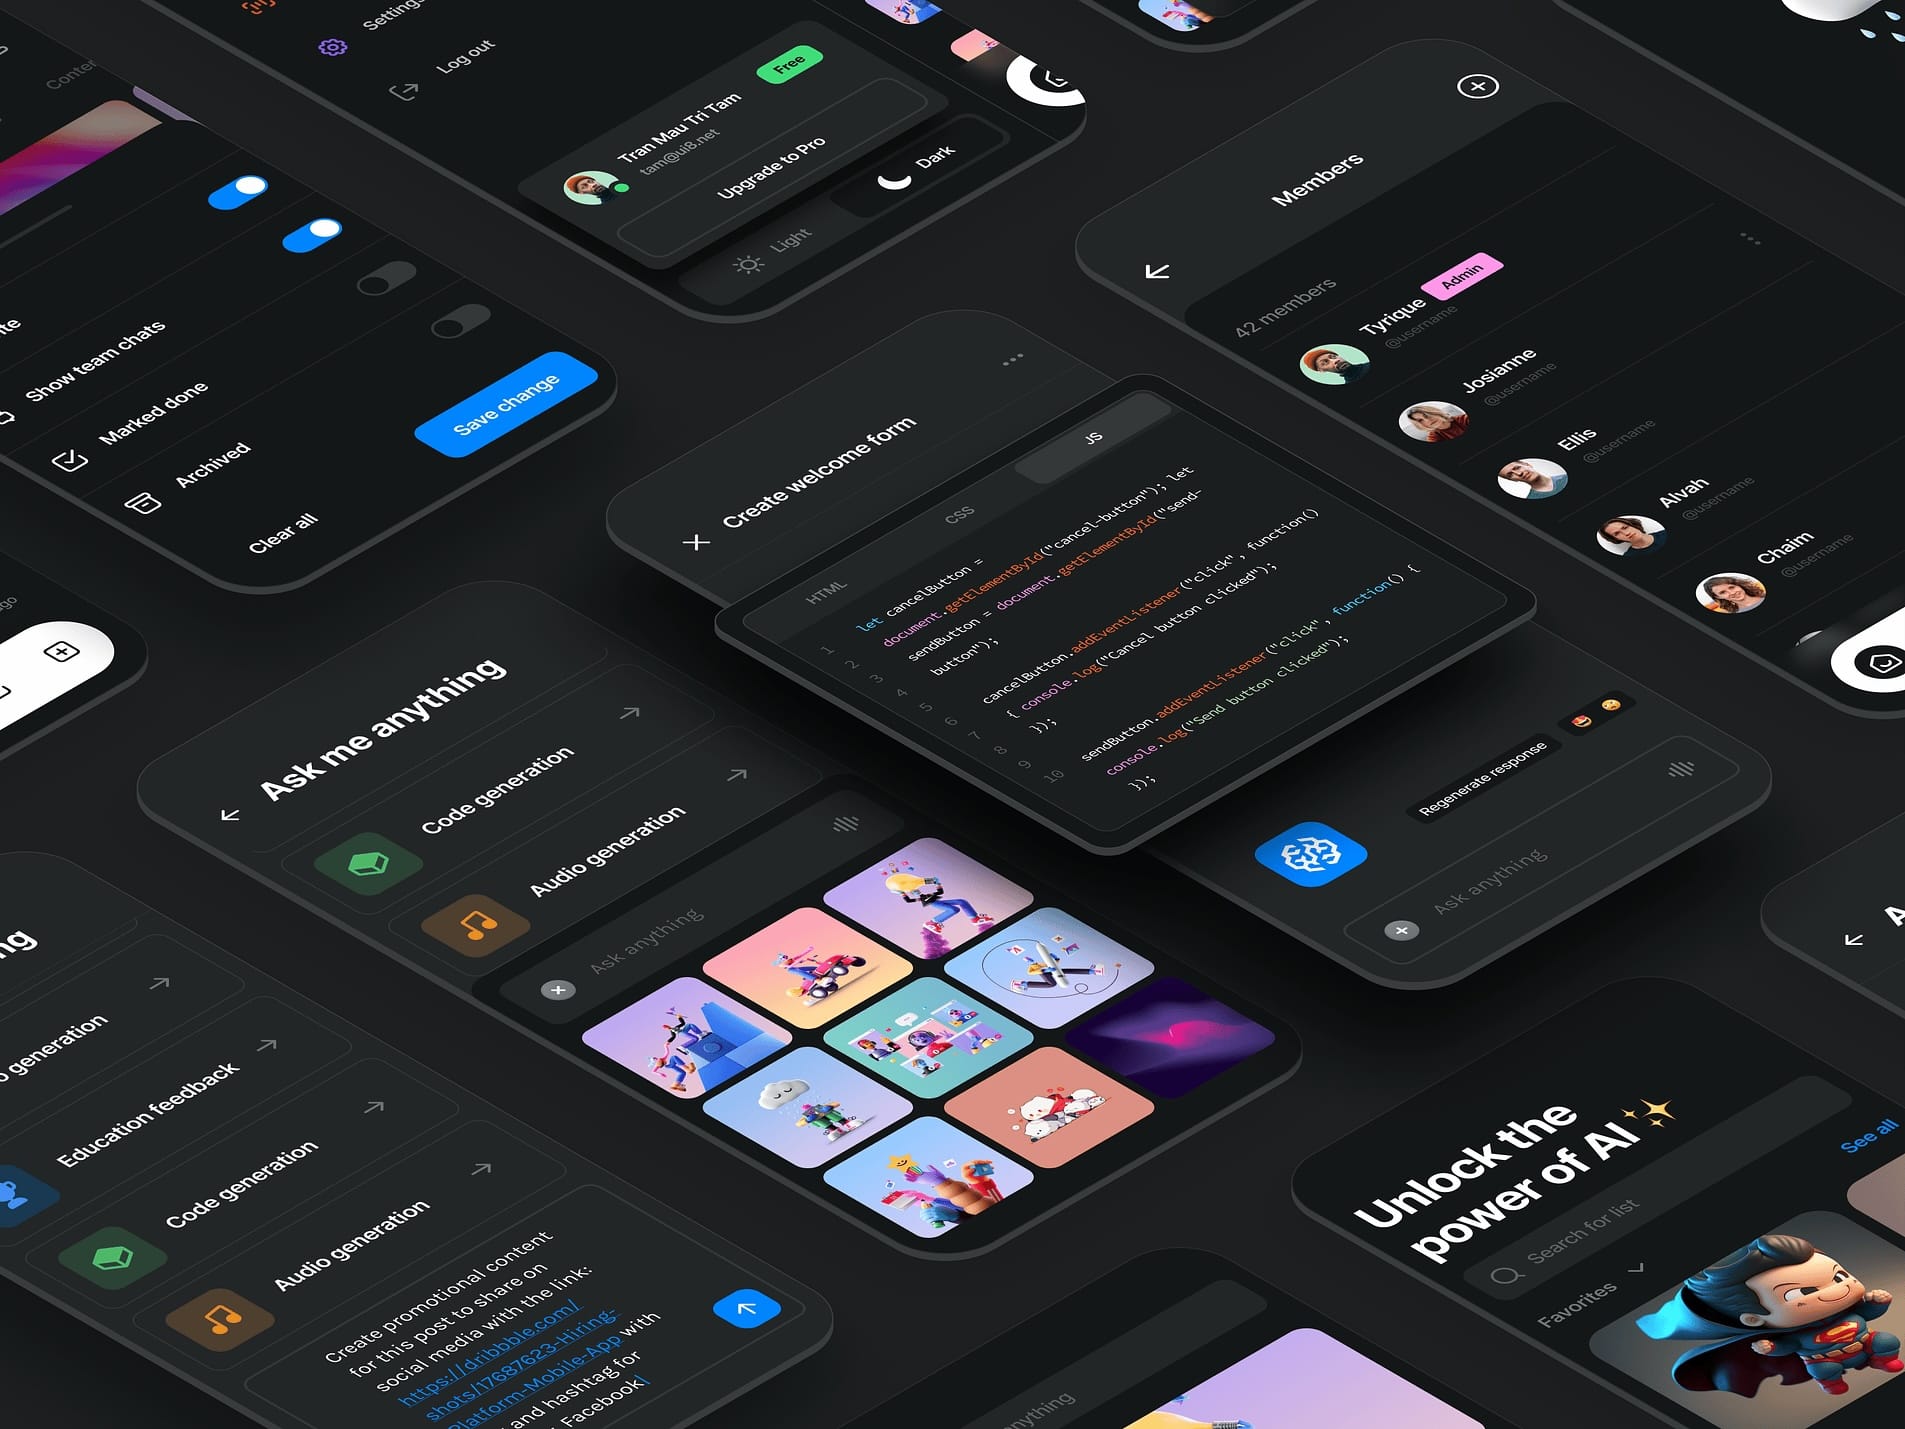 Settings
Log out
Tran Mau Tri Tam
tam@ui8.net
Free
Upgrade to Pro
Light
Dark
Show team chats
Marked done
Archived
Clear all
Save change
Members
42 members
Tyrique
Admin
@username
Josianne
@username
Ellis
@username
Alvah
@username
Chaim
@username
Create welcome form
HTML
CSS
JS
1
2
3
4
5
6
7
8
9
10
let cancelButton =
document.getElementById("cancel-button"); let
sendButton = document.getElementById("send-
button");
cancelButton.addEventListener("click", function()
{ console.log("Cancel button clicked");
});
sendButton.addEventListener("click", function() {
console.log("Send button clicked");
});
Regenerate response
Ask anything
Ask me anything
Code generation
Audio generation
Ask anything
generation
Education feedback
Code generation
Audio generation
Create promotional content
for this post to share on
social media with the link:
https://dribbble.com/
shots/17687623-Hiring-
Platform-Mobile-App with
and hashtag for
Facebook
Unlock the
power of AI
Search for list
Favorites
See all